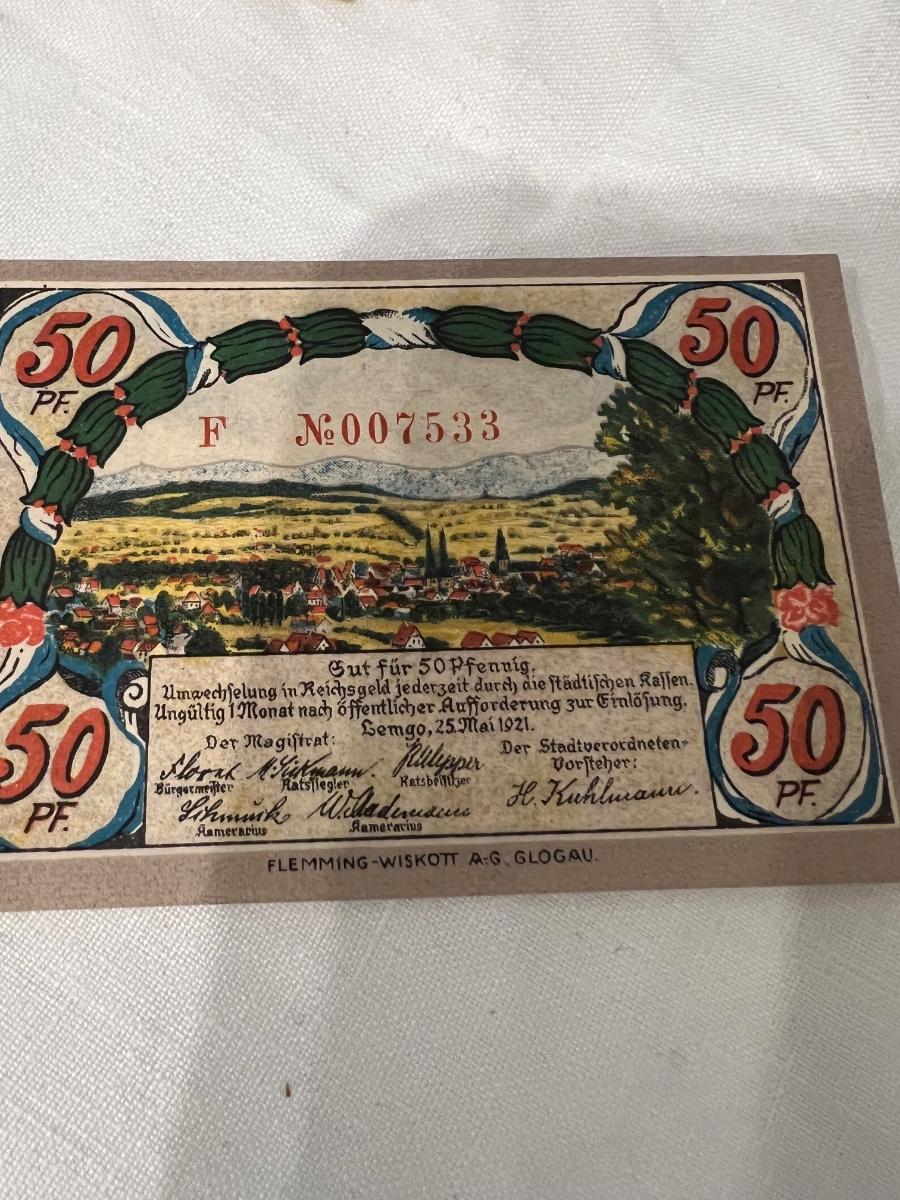 50 PF.
50 PF.
F №007533
Gut für 50 Pfennig.
Umwechselung in Reichsgeld jederzeit durch die städtischen Kassen.
Ungültig 1 Monat nach öffentlicher Aufforderung zur Einlösung.
Lemgo, 25. Mai 1921.
Der Magistrat:
Der Stadtverordneten-
Vorsteher:
Bürgermeister
Ratssiegler
Ratsbeisitzer
H. Kuhlmann.
Kamerarius
Kamerarius
50 PF.
50 PF.
FLEMMING-WISKOTT A-G. GLOGAU.